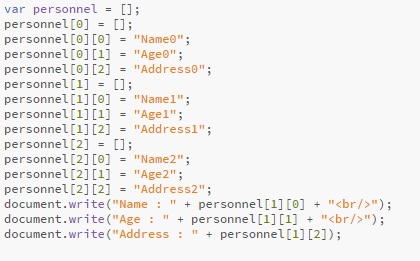 var personnel = [];
personnel[0] = [];
personnel[0][0] = "Name0";
personnel[0][1] = "Age0";
personnel[0][2] = "Address0";
personnel[1] = [];
personnel[1][0] = "Name1";
personnel[1][1] = "Age1";
personnel[1][2] = "Address1";
personnel[2] = [];
personnel[2][0] = "Name2";
personnel[2][1] = "Age2";
personnel[2][2] = "Address2";
document.write("Name : " + personnel[1][0] + "<br/>");
document.write("Age : " + personnel[1][1] + "<br/>");
document.write("Address : " + personnel[1][2]);